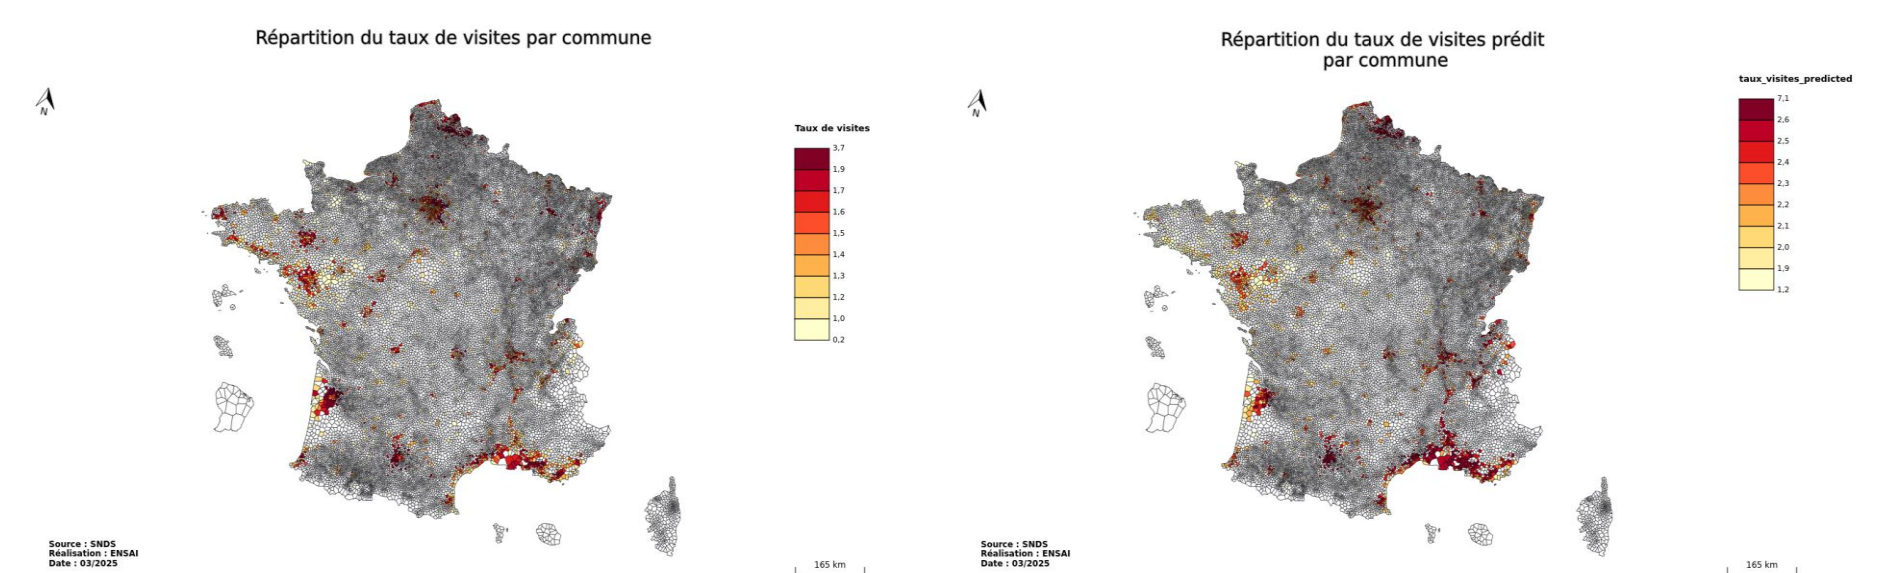 Répartition du taux de visites par commune
N
Taux de visites
3,7
1,9
1,7
1,6
1,5
1,4
1,3
1,2
1,0
0,2
Source : SNDS
Réalisation : ENSAI
Date : 03/2025
165 km
Répartition du taux de visites prédit
par commune
N
taux_visites_predicted
7,1
2,6
2,5
2,4
2,3
2,2
2,1
2,0
1,9
1,2
Source : SNDS
Réalisation : ENSAI
Date : 03/2025
165 km